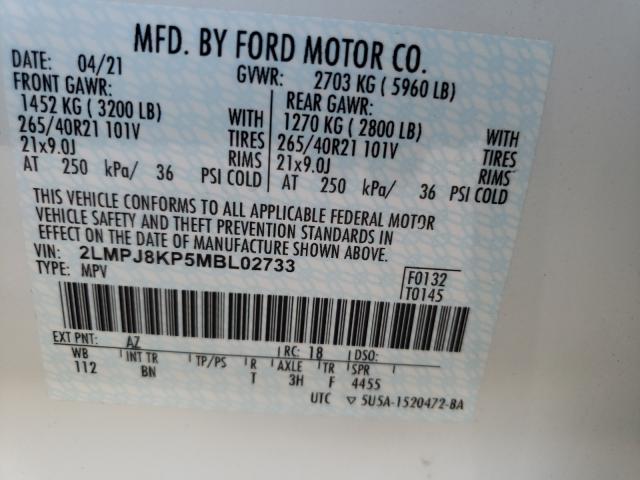 MFD. BY FORD MOTOR CO.
DATE: 04/21
GVWR: 2703 KG ( 5960 LB)
FRONT GAWR:
1452 KG ( 3200 LB)
265/40R21 101V
21x9.0J
AT 250 kPa/ 36 PSI COLD
WITH
TIRES
RIMS
REAR GAWR:
1270 KG ( 2800 LB)
265/40R21 101V
21x9.0J
AT 250 kPa/ 36 PSI COLD
WITH
TIRES
RIMS
THIS VEHICLE CONFORMS TO ALL APPLICABLE FEDERAL MOTOR
VEHICLE SAFETY AND THEFT PREVENTION STANDARDS IN
EFFECT ON THE DATE OF MANUFACTURE SHOWN ABOVE.
VIN: 2LMPJ8KP5MBL02733
TYPE: MPV
F0132
T0145
EXT PNT: AZ RC: 18 DSO:
WB INT TR TP/PS R AXLE TR SPR
112 BN T 3H F 4455
UTC ▽ 5U5A-1520472-BA